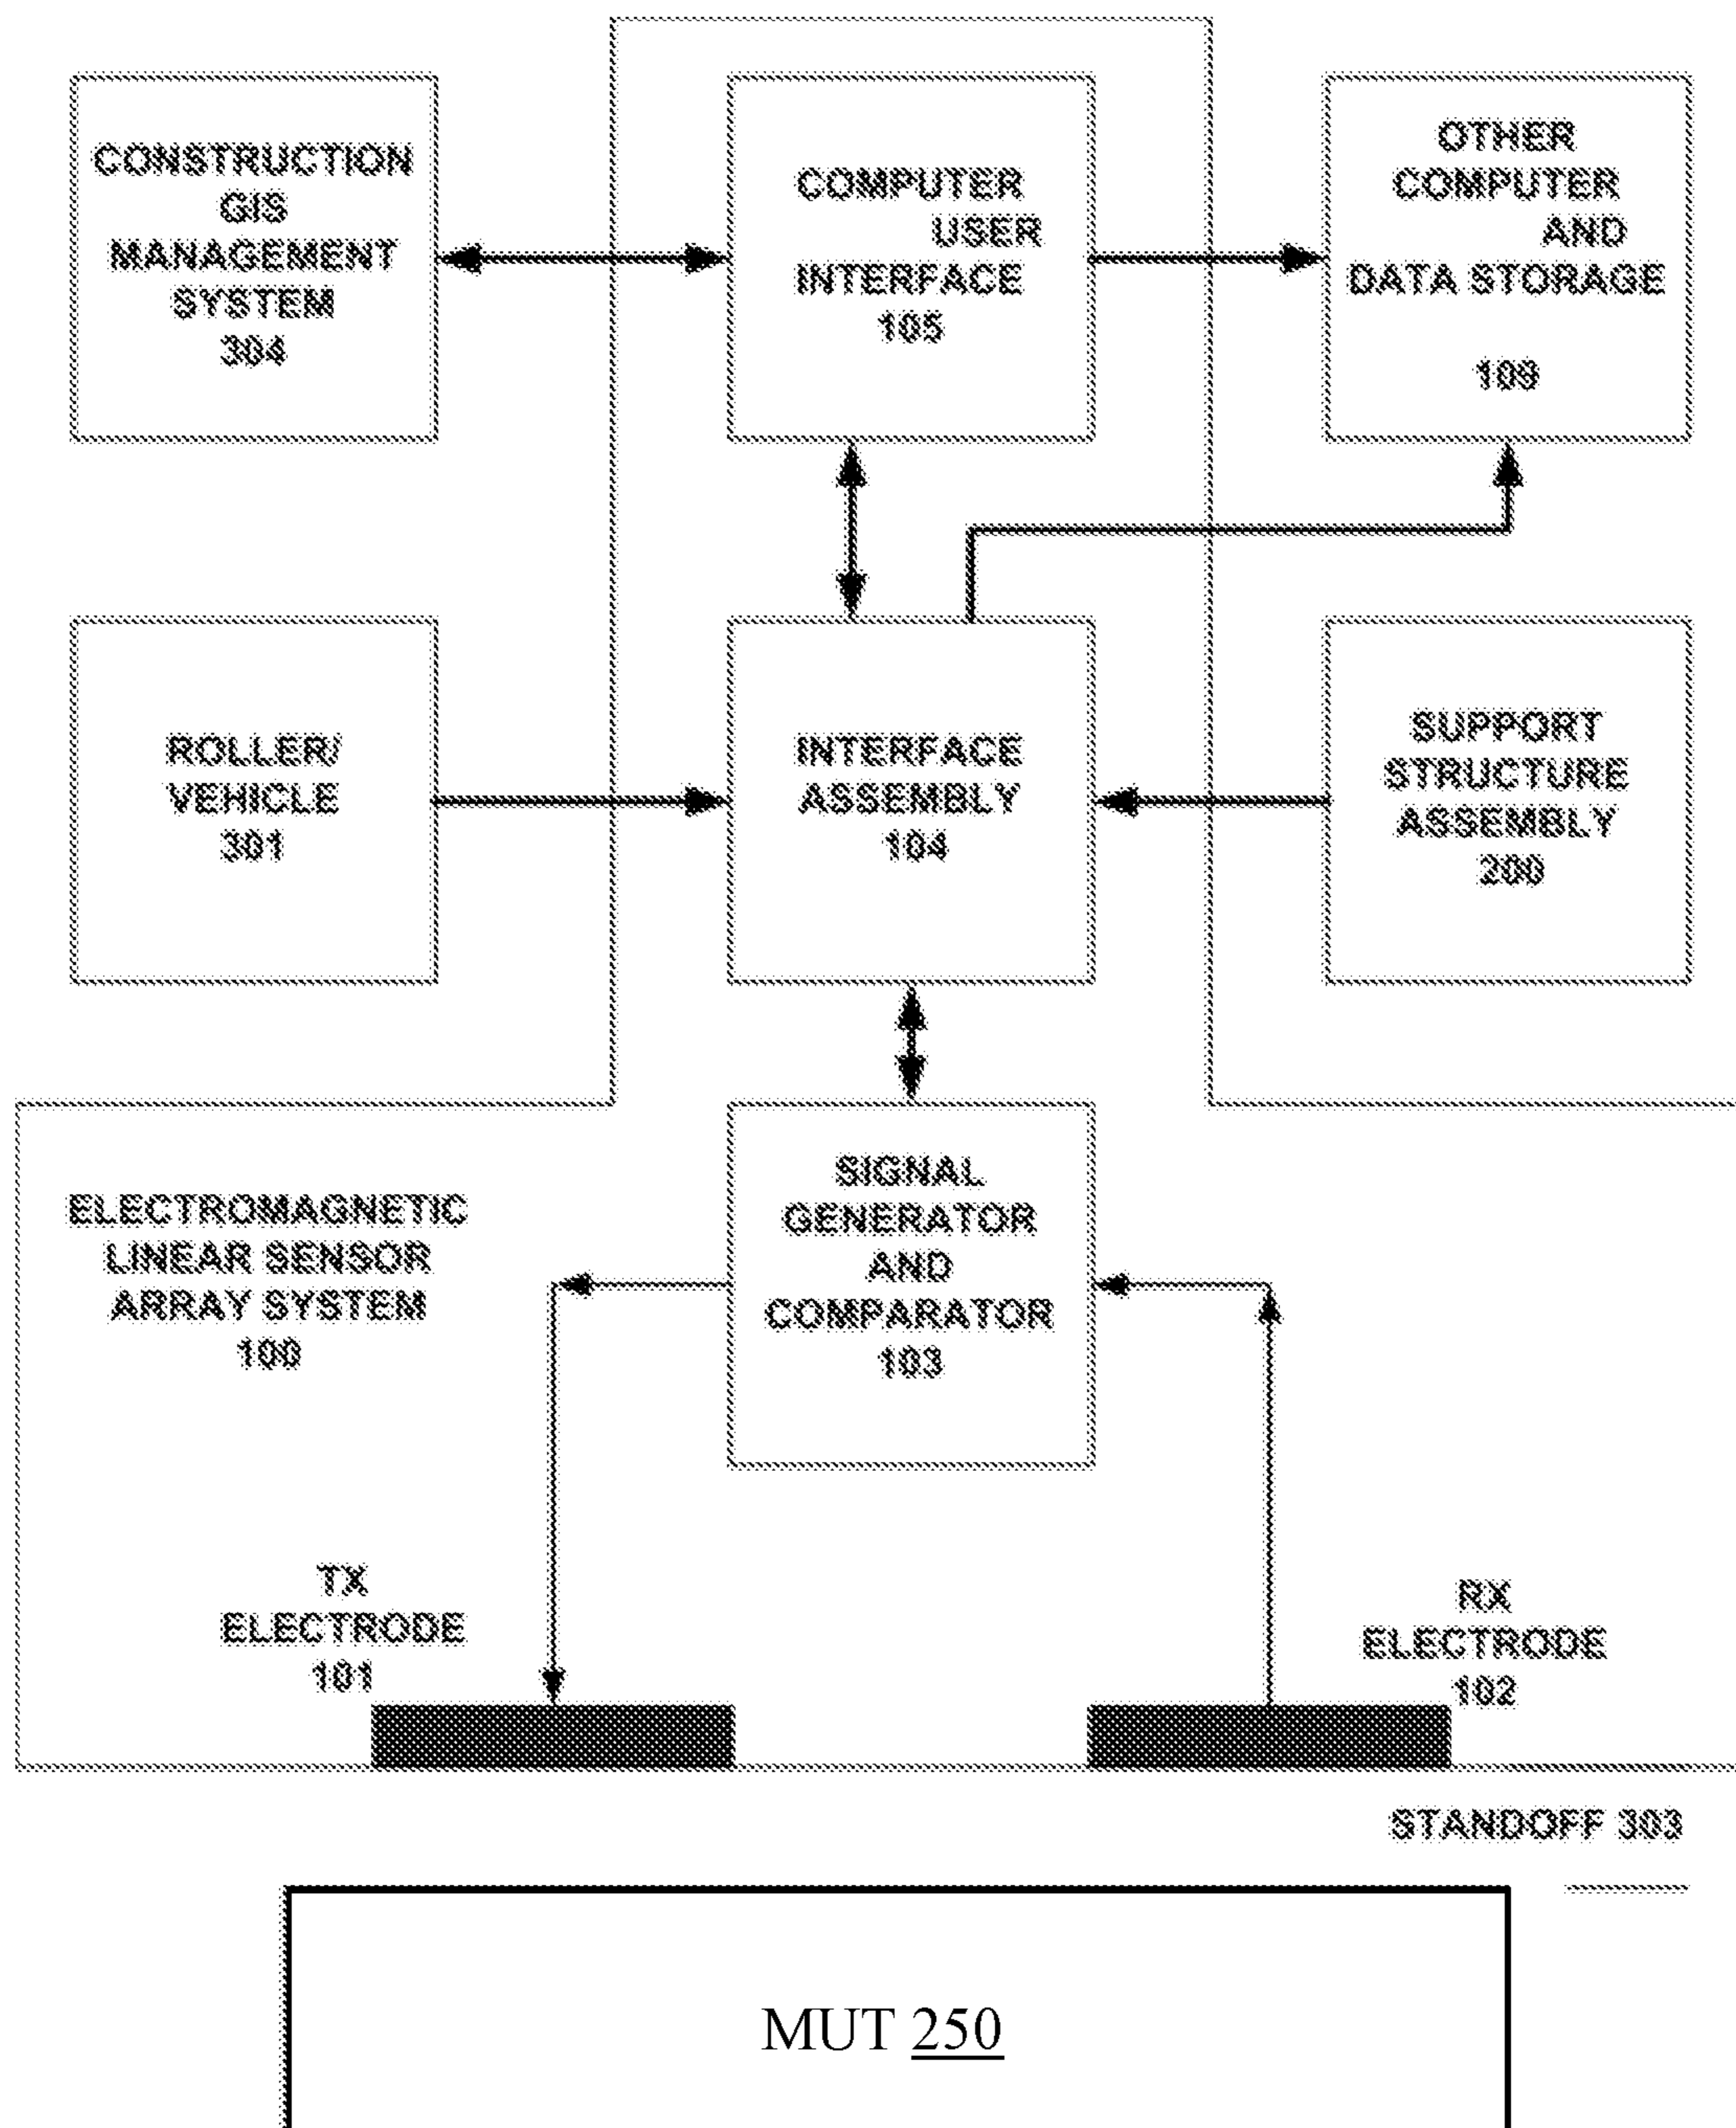 CONSTRUCTION
GIS
MANAGEMENT
SYSTEM
304
COMPUTER
USER
INTERFACE
105
OTHER
COMPUTER
AND
DATA STORAGE
109
ROLLER/
VEHICLE
301
INTERFACE
ASSEMBLY
104
SUPPORT
STRUCTURE
ASSEMBLY
200
ELECTROMAGNETIC
LINEAR SENSOR
ARRAY SYSTEM
100
SIGNAL
GENERATOR
AND
COMPARATOR
103
TX
ELECTRODE
101
RX
ELECTRODE
102
STANDOFF 303
MUT 250